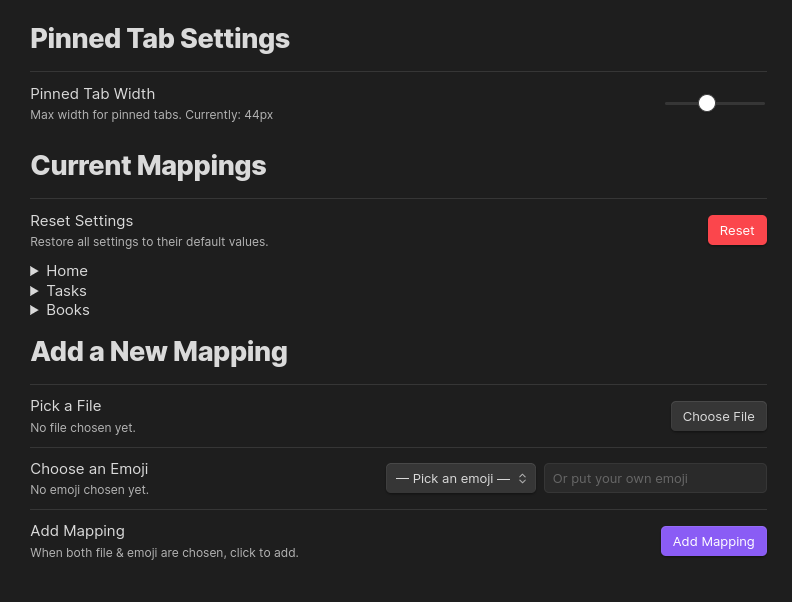 Pinned Tab Settings
Pinned Tab Width
Max width for pinned tabs. Currently: 44px
Current Mappings
Reset Settings
Restore all settings to their default values.
Reset
Home
Tasks
Books
Add a New Mapping
Pick a File
No file chosen yet.
Choose File
Choose an Emoji
No emoji chosen yet.
— Pick an emoji —
Or put your own emoji
Add Mapping
When both file & emoji are chosen, click to add.
Add Mapping